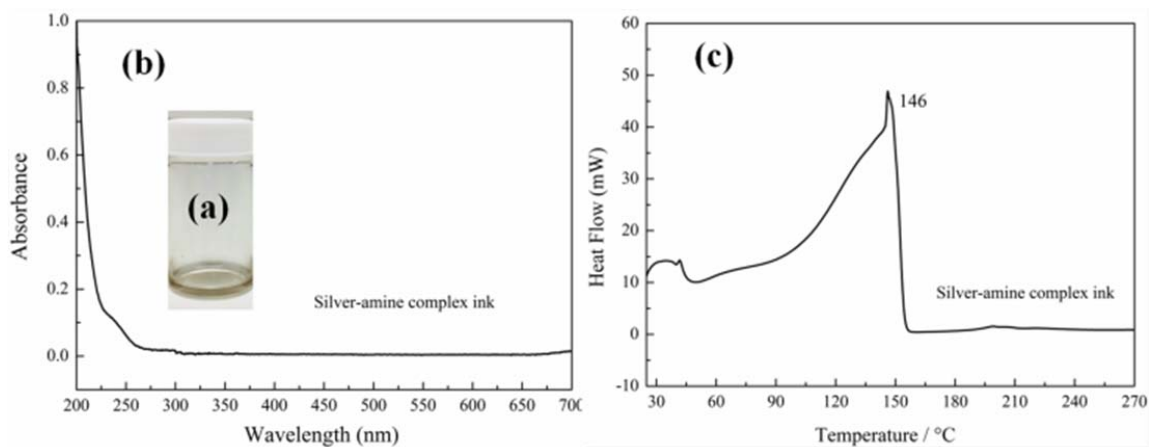 1.0
0.8
0.6
0.4
0.2
0.0
Absorbance
(b)
(a)
Silver-amine complex ink
200 250 300 350 400 450 500 550 600 650 700
Wavelength (nm)
60
50
40
30
20
10
0
-10
Heat Flow (mW)
(c)
146
Silver-amine complex ink
30 60 90 120 150 180 210 240 270
Temperature / °C